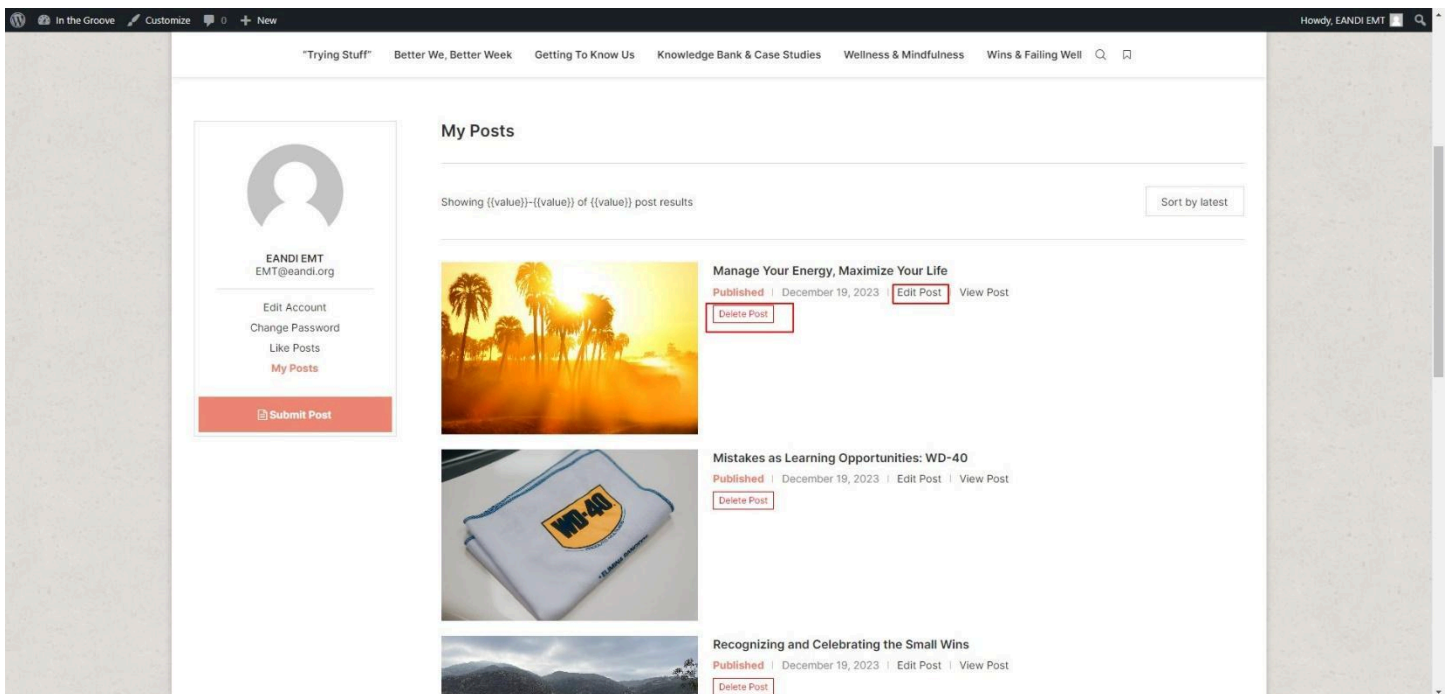 In the Groove Customize 0 New Howdy, EANDI EMT
"Trying Stuff" Better We, Better Week Getting To Know Us Knowledge Bank & Case Studies Wellness & Mindfulness Wins & Failing Well
EANDI EMT
EMT@eandi.org
Edit Account
Change Password
Like Posts
My Posts
Submit Post
My Posts
Showing {{value}}-{{value}} of {{value}} post results
Sort by latest
Manage Your Energy, Maximize Your Life
Published | December 19, 2023 | Edit Post | View Post
Delete Post
WD-40
Mistakes as Learning Opportunities: WD-40
Published | December 19, 2023 | Edit Post | View Post
Delete Post
Recognizing and Celebrating the Small Wins
Published | December 19, 2023 | Edit Post | View Post
Delete Post